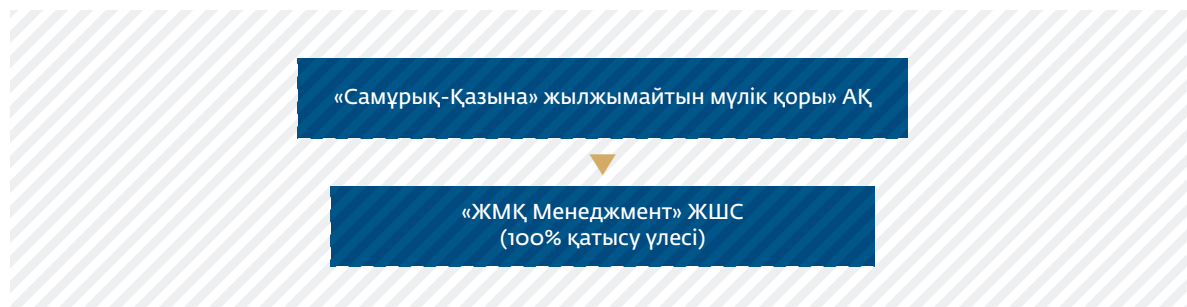 «Самұрық-Қазына» жылжымайтын мүлік қоры» АҚ
«ЖМҚ Менеджмент» ЖШС
(100% қатысу үлесі)